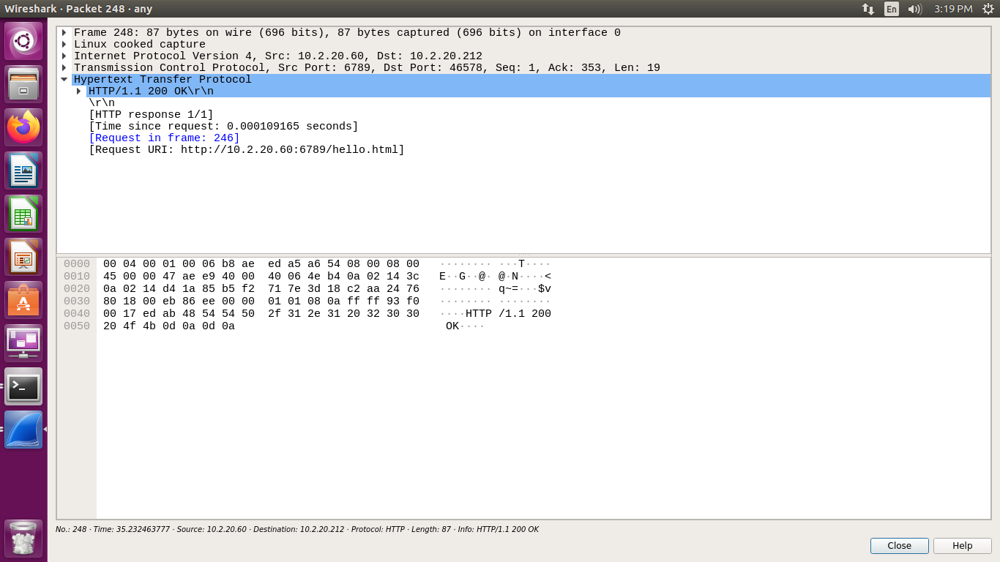 Wireshark · Packet 248 · any
En
3:19 PM
Frame 248: 87 bytes on wire (696 bits), 87 bytes captured (696 bits) on interface 0
Linux cooked capture
Internet Protocol Version 4, Src: 10.2.20.60, Dst: 10.2.20.212
Transmission Control Protocol, Src Port: 6789, Dst Port: 46578, Seq: 1, Ack: 353, Len: 19
Hypertext Transfer Protocol
HTTP/1.1 200 OK\r\n
\r\n
[HTTP response 1/1]
[Time since request: 0.000109165 seconds]
[Request in frame: 246]
[Request URI: http://10.2.20.60:6789/hello.html]
0000 00 04 00 01 00 06 b8 ae ed a5 a6 54 08 00 08 00 ········ ···T····
0010 45 00 00 47 ae e9 40 00 40 06 4e b4 0a 02 14 3c E··G··@· @·N····<
0020 0a 02 14 d4 1a 85 b5 f2 71 7e 3d 18 c2 aa 24 76 ········ q~=···$v
0030 80 18 00 eb 86 ee 00 00 01 01 08 0a ff ff 93 f0 ········ ········
0040 00 17 ed ab 48 54 54 50 2f 31 2e 31 20 32 30 30 ····HTTP /1.1 200
0050 20 4f 4b 0d 0a 0d 0a OK····
No.: 248 · Time: 35.232463777 · Source: 10.2.20.60 · Destination: 10.2.20.212 · Protocol: HTTP · Length: 87 · Info: HTTP/1.1 200 OK
Close
Help